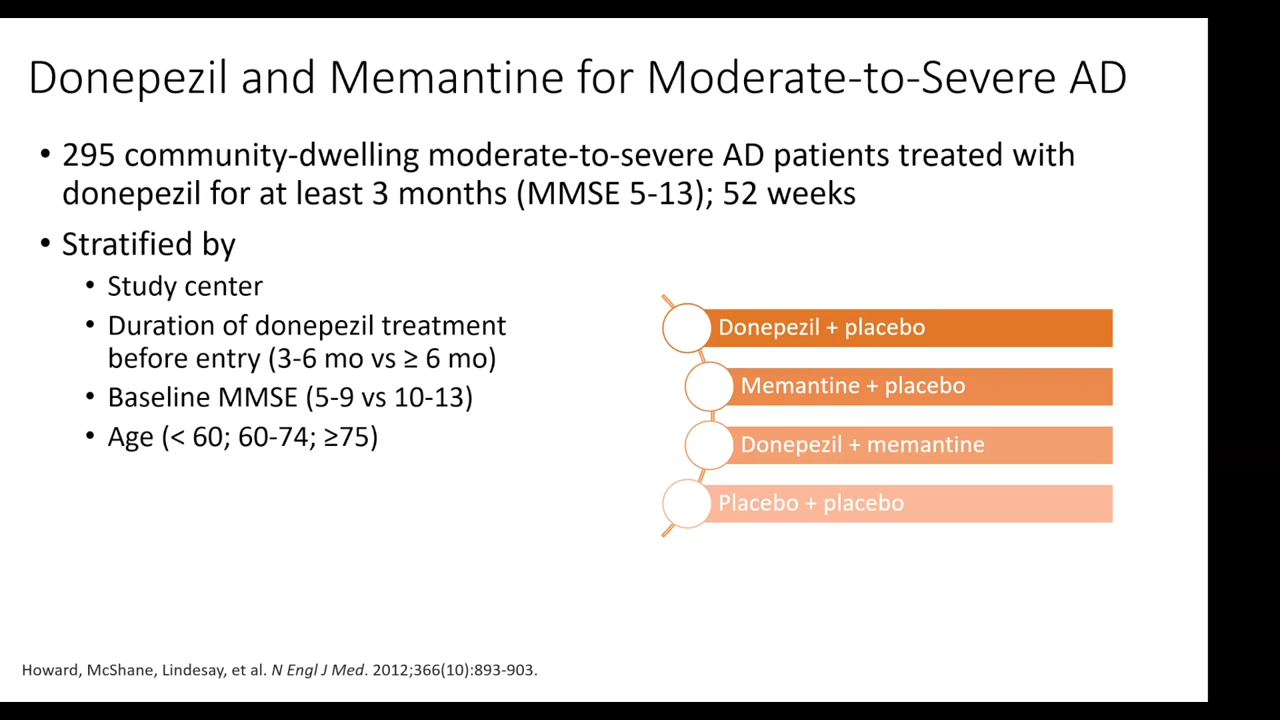 Donepezil and Memantine for Moderate-to-Severe AD
• 295 community-dwelling moderate-to-severe AD patients treated with
donepezil for at least 3 months (MMSE 5-13); 52 weeks
• Stratified by
• Study center
• Duration of donepezil treatment
before entry (3-6 mo vs ≥ 6 mo)
• Baseline MMSE (5-9 vs 10-13)
• Age (< 60; 60-74; ≥75)
Donepezil + placebo
Memantine + placebo
Donepezil + memantine
Placebo + placebo
Howard, McShane, Lindesay, et al. N Engl J Med. 2012;366(10):893-903.